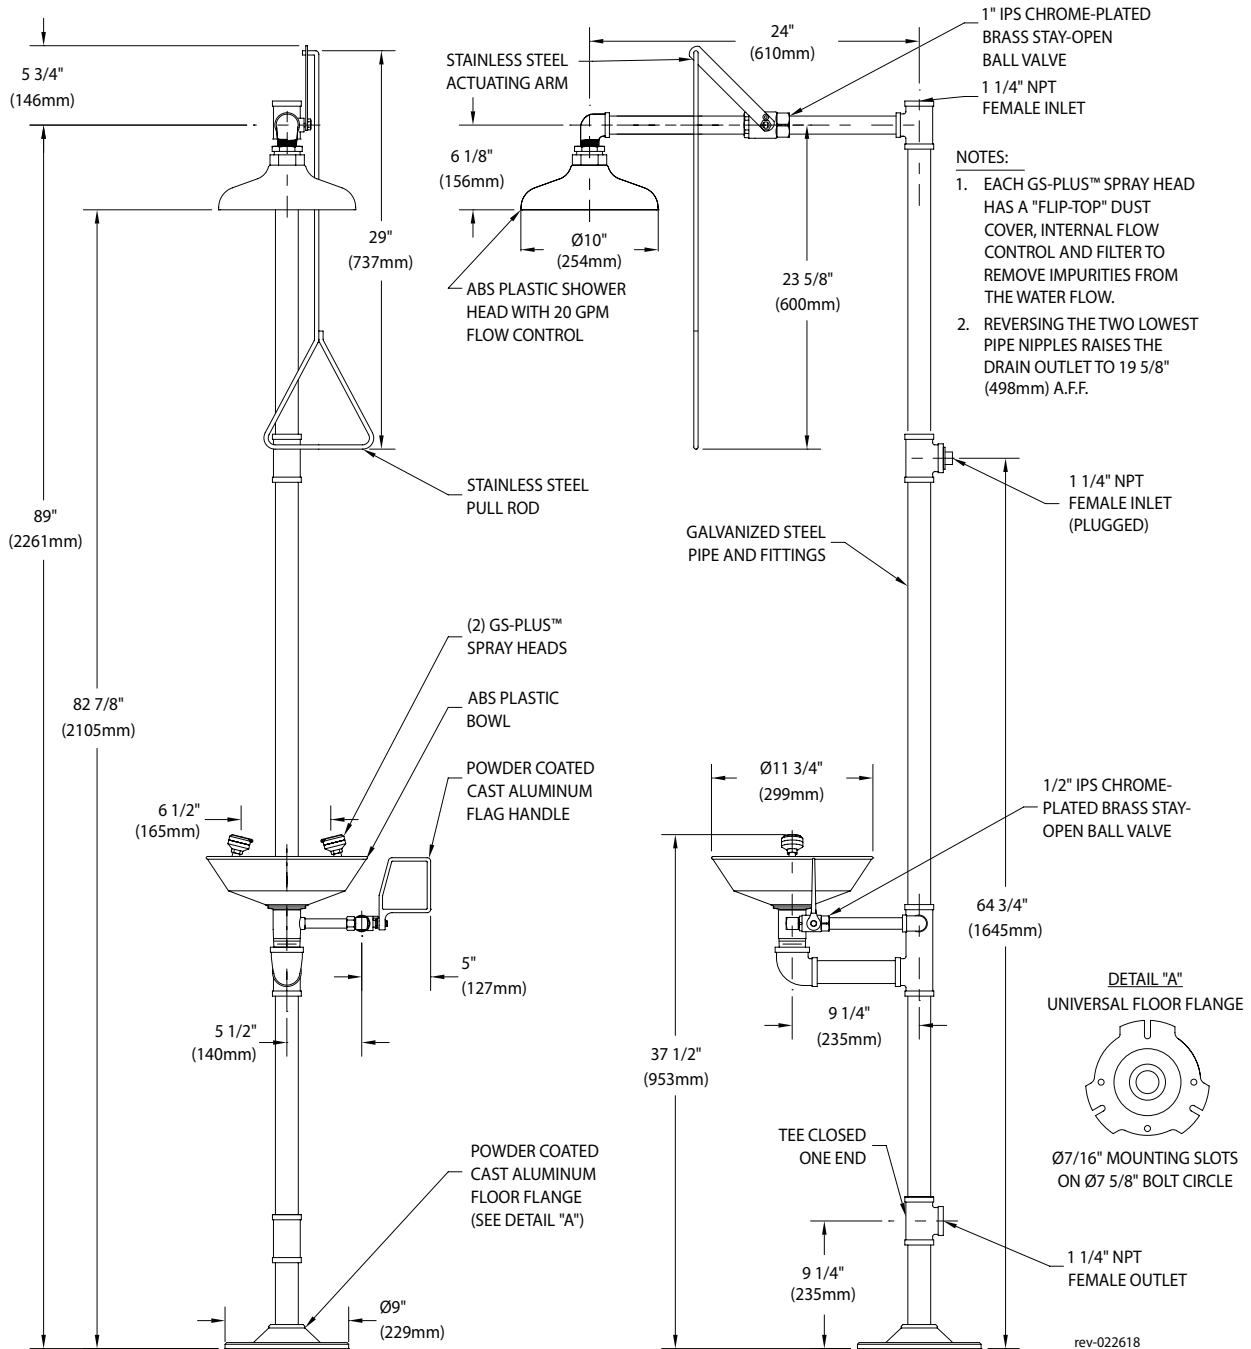 5 3/4"
(146mm)
STAINLESS STEEL
ACTUATING ARM
24"
(610mm)
1" IPS CHROME-PLATED
BRASS STAY-OPEN
BALL VALVE
1 1/4" NPT
FEMALE INLET
6 1/8"
(156mm)
29"
(737mm)
Ø10"
(254mm)
ABS PLASTIC SHOWER
HEAD WITH 20 GPM
FLOW CONTROL
23 5/8"
(600mm)
NOTES:
1. EACH GS-PLUS™ SPRAY HEAD
HAS A "FLIP-TOP" DUST
COVER, INTERNAL FLOW
CONTROL AND FILTER TO
REMOVE IMPURITIES FROM
THE WATER FLOW.
2. REVERSING THE TWO LOWEST
PIPE NIPPLES RAISES THE
DRAIN OUTLET TO 19 5/8"
(498mm) A.F.F.
STAINLESS STEEL
PULL ROD
1 1/4" NPT
FEMALE INLET
(PLUGGED)
89"
(2261mm)
GALVANIZED STEEL
PIPE AND FITTINGS
(2) GS-PLUS™
SPRAY HEADS
82 7/8"
(2105mm)
ABS PLASTIC
BOWL
POWDER COATED
CAST ALUMINUM
FLAG HANDLE
6 1/2"
(165mm)
Ø11 3/4"
(299mm)
1/2" IPS CHROME-
PLATED BRASS STAY-
OPEN BALL VALVE
64 3/4"
(1645mm)
5"
(127mm)
5 1/2"
(140mm)
9 1/4"
(235mm)
37 1/2"
(953mm)
DETAIL "A"
UNIVERSAL FLOOR FLANGE
Ø7/16" MOUNTING SLOTS
ON Ø7 5/8" BOLT CIRCLE
TEE CLOSED
ONE END
POWDER COATED
CAST ALUMINUM
FLOOR FLANGE
(SEE DETAIL "A")
1 1/4" NPT
FEMALE OUTLET
9 1/4"
(235mm)
Ø9"
(229mm)
rev-022618